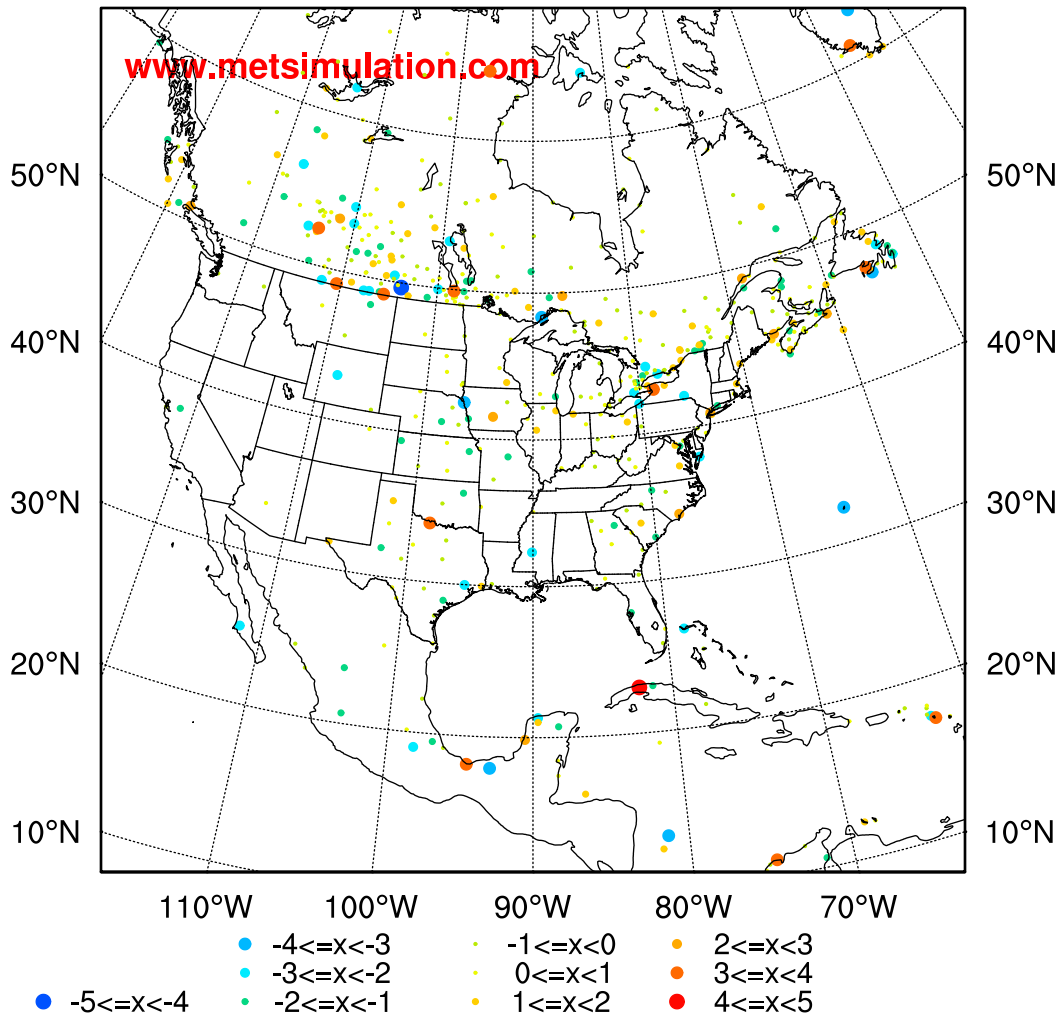 www.metsimulation.com
50°N 50°N
40°N 40°N
30°N 30°N
20°N 20°N
10°N 10°N
110°W 100°W 90°W 80°W 70°W
-4<=x<-3 -1<=x<0 2<=x<3
-3<=x<-2 0<=x<1 3<=x<4
-5<=x<-4 -2<=x<-1 1<=x<2 4<=x<5